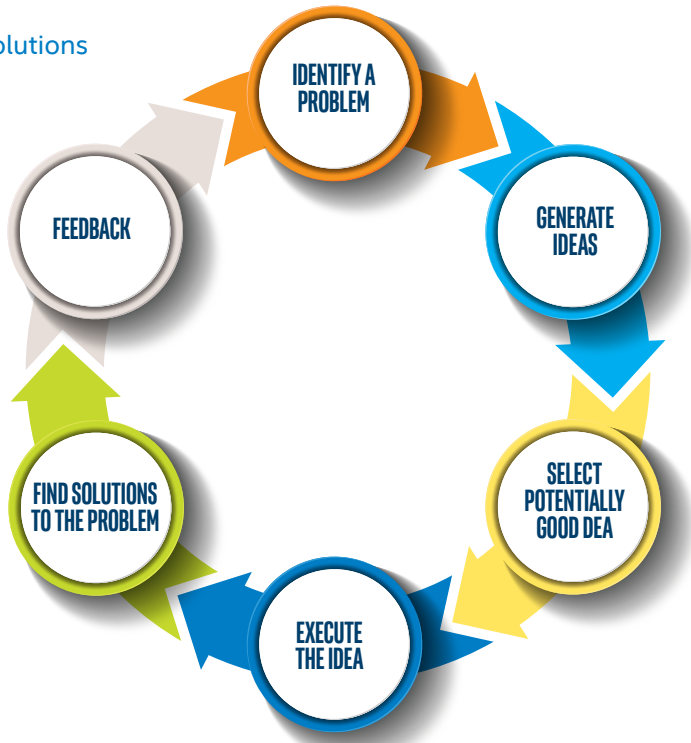 olutions
IDENTIFY A
PROBLEM
GENERATE
IDEAS
SELECT
POTENTIALLY
GOOD DEA
EXECUTE
THE IDEA
FIND SOLUTIONS
TO THE PROBLEM
FEEDBACK